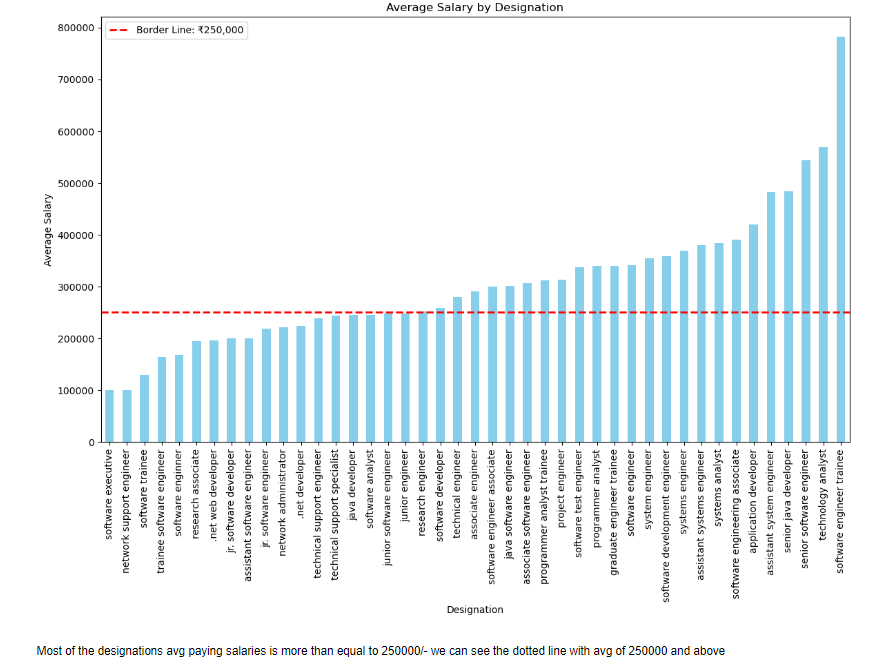 Average Salary by Designation
Border Line: ₹250,000
800000
700000
600000
500000
400000
300000
200000
100000
0
Average Salary
software executive
network support engineer
software trainee
trainee software engineer
software enginner
research associate
.net web developer
jr. software developer
assistant software engineer
jr. software engineer
network administrator
.net developer
technical support engineer
technical support specialist
java developer
software analyst
junior software engineer
junior engineer
research engineer
software developer
technical engineer
associate engineer
software engineer associate
java software engineer
associate software engineer
programmer analyst trainee
project engineer
software test engineer
programmer analyst
graduate engineer trainee
software engineer
system engineer
software development engineer
systems engineer
assistant systems engineer
systems analyst
software engineering associate
application developer
assistant system engineer
senior java developer
senior software engineer
technology analyst
software engineer trainee
Designation
Most of the designations avg paying salaries is more than equal to 250000/- we can see the dotted line with avg of 250000 and above